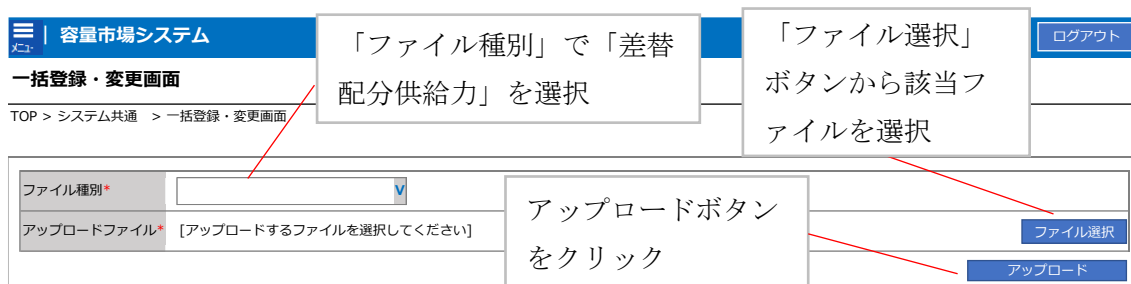 メニュー
容量市場システム
ログアウト
一括登録・変更画面
TOP > システム共通 > 一括登録・変更画面
「ファイル種別」で「差替
配分供給力」を選択
「ファイル選択」
ボタンから該当フ
ァイルを選択
ファイル種別*
V
アップロードファイル*
[アップロードするファイルを選択してください]
ファイル選択
アップロードボタン
をクリック
アップロード